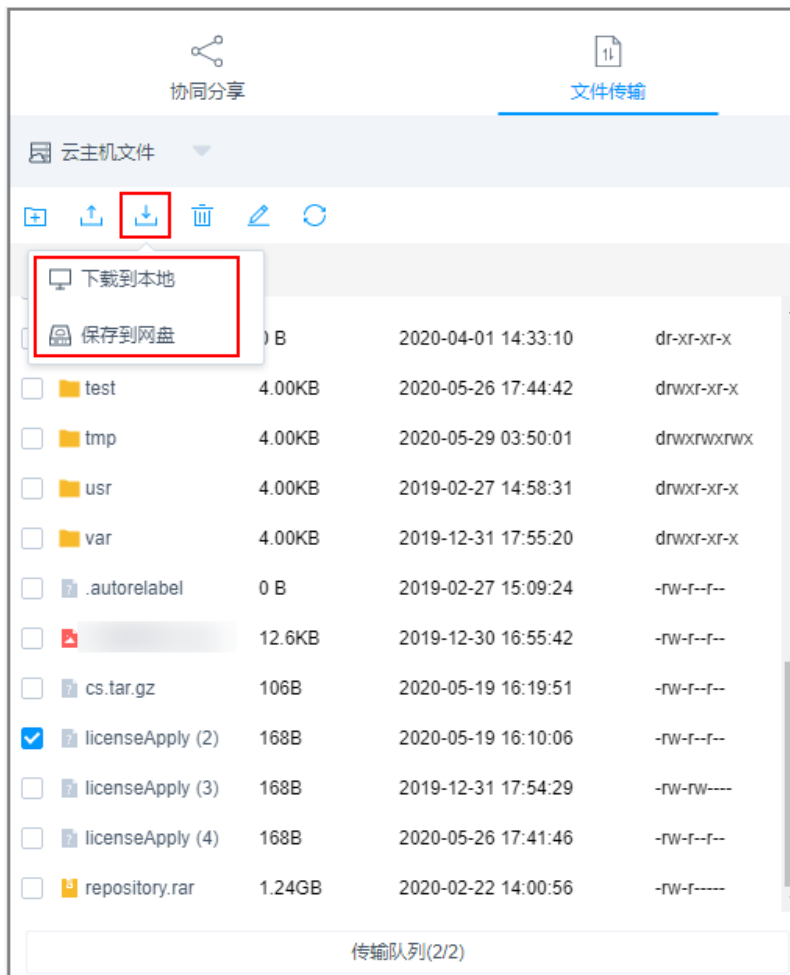 协同分享 文件传输
云主机文件
下载到本地
保存到网盘
B 2020-04-01 14:33:10 dr-xr-xr-x
test 4.00KB 2020-05-26 17:44:42 drwxr-xr-x
tmp 4.00KB 2020-05-29 03:50:01 drwxrwxrwx
usr 4.00KB 2019-02-27 14:58:31 drwxr-xr-x
var 4.00KB 2019-12-31 17:55:20 drwxr-xr-x
.autorelabel 0 B 2019-02-27 15:09:24 -rw-r--r--
12.6KB 2019-12-30 16:55:42 -rw-r--r--
cs.tar.gz 106B 2020-05-19 16:19:51 -rw-r--r--
licenseApply (2) 168B 2020-05-19 16:10:06 -rw-r--r--
licenseApply (3) 168B 2019-12-31 17:54:29 -rw-rw----
licenseApply (4) 168B 2020-05-26 17:41:46 -rw-r--r--
repository.rar 1.24GB 2020-02-22 14:00:56 -rw-r-----
传输队列(2/2)